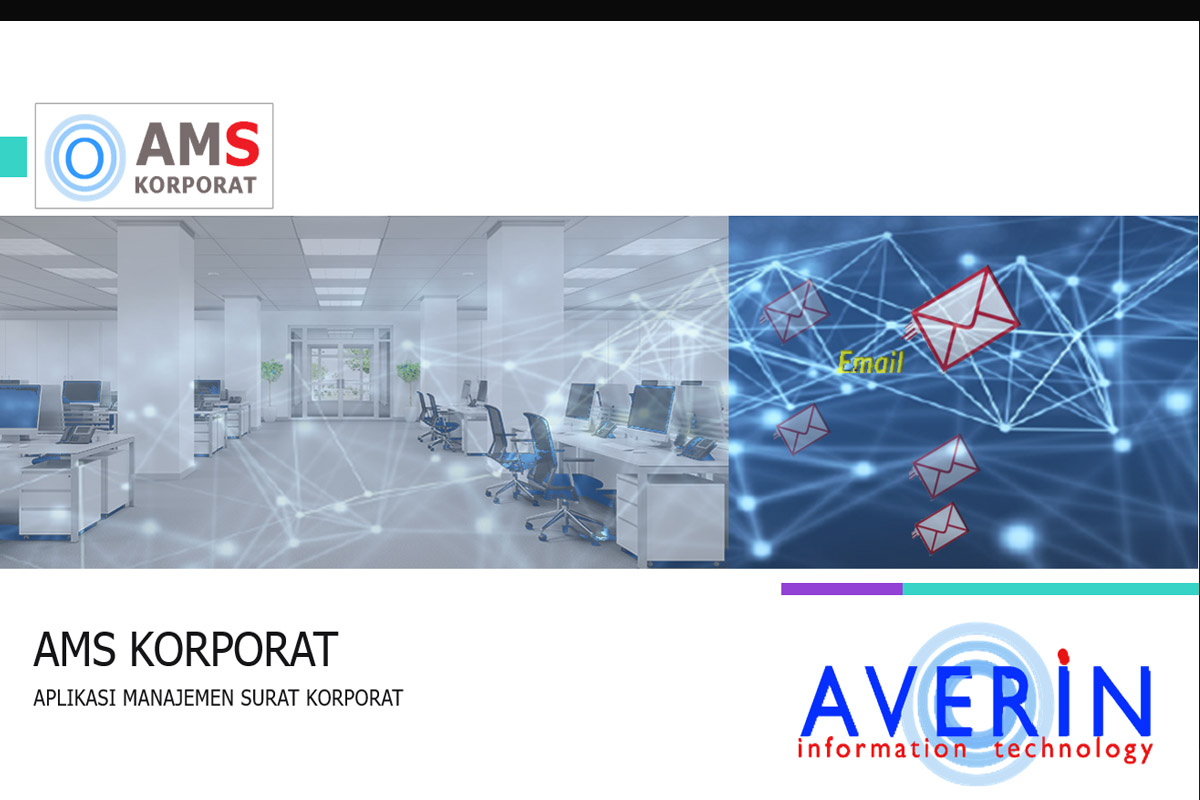 AMS
KORPORAT
Email
AMS KORPORAT
APLIKASI MANAJEMEN SURAT KORPORAT
AVERIN
information technology